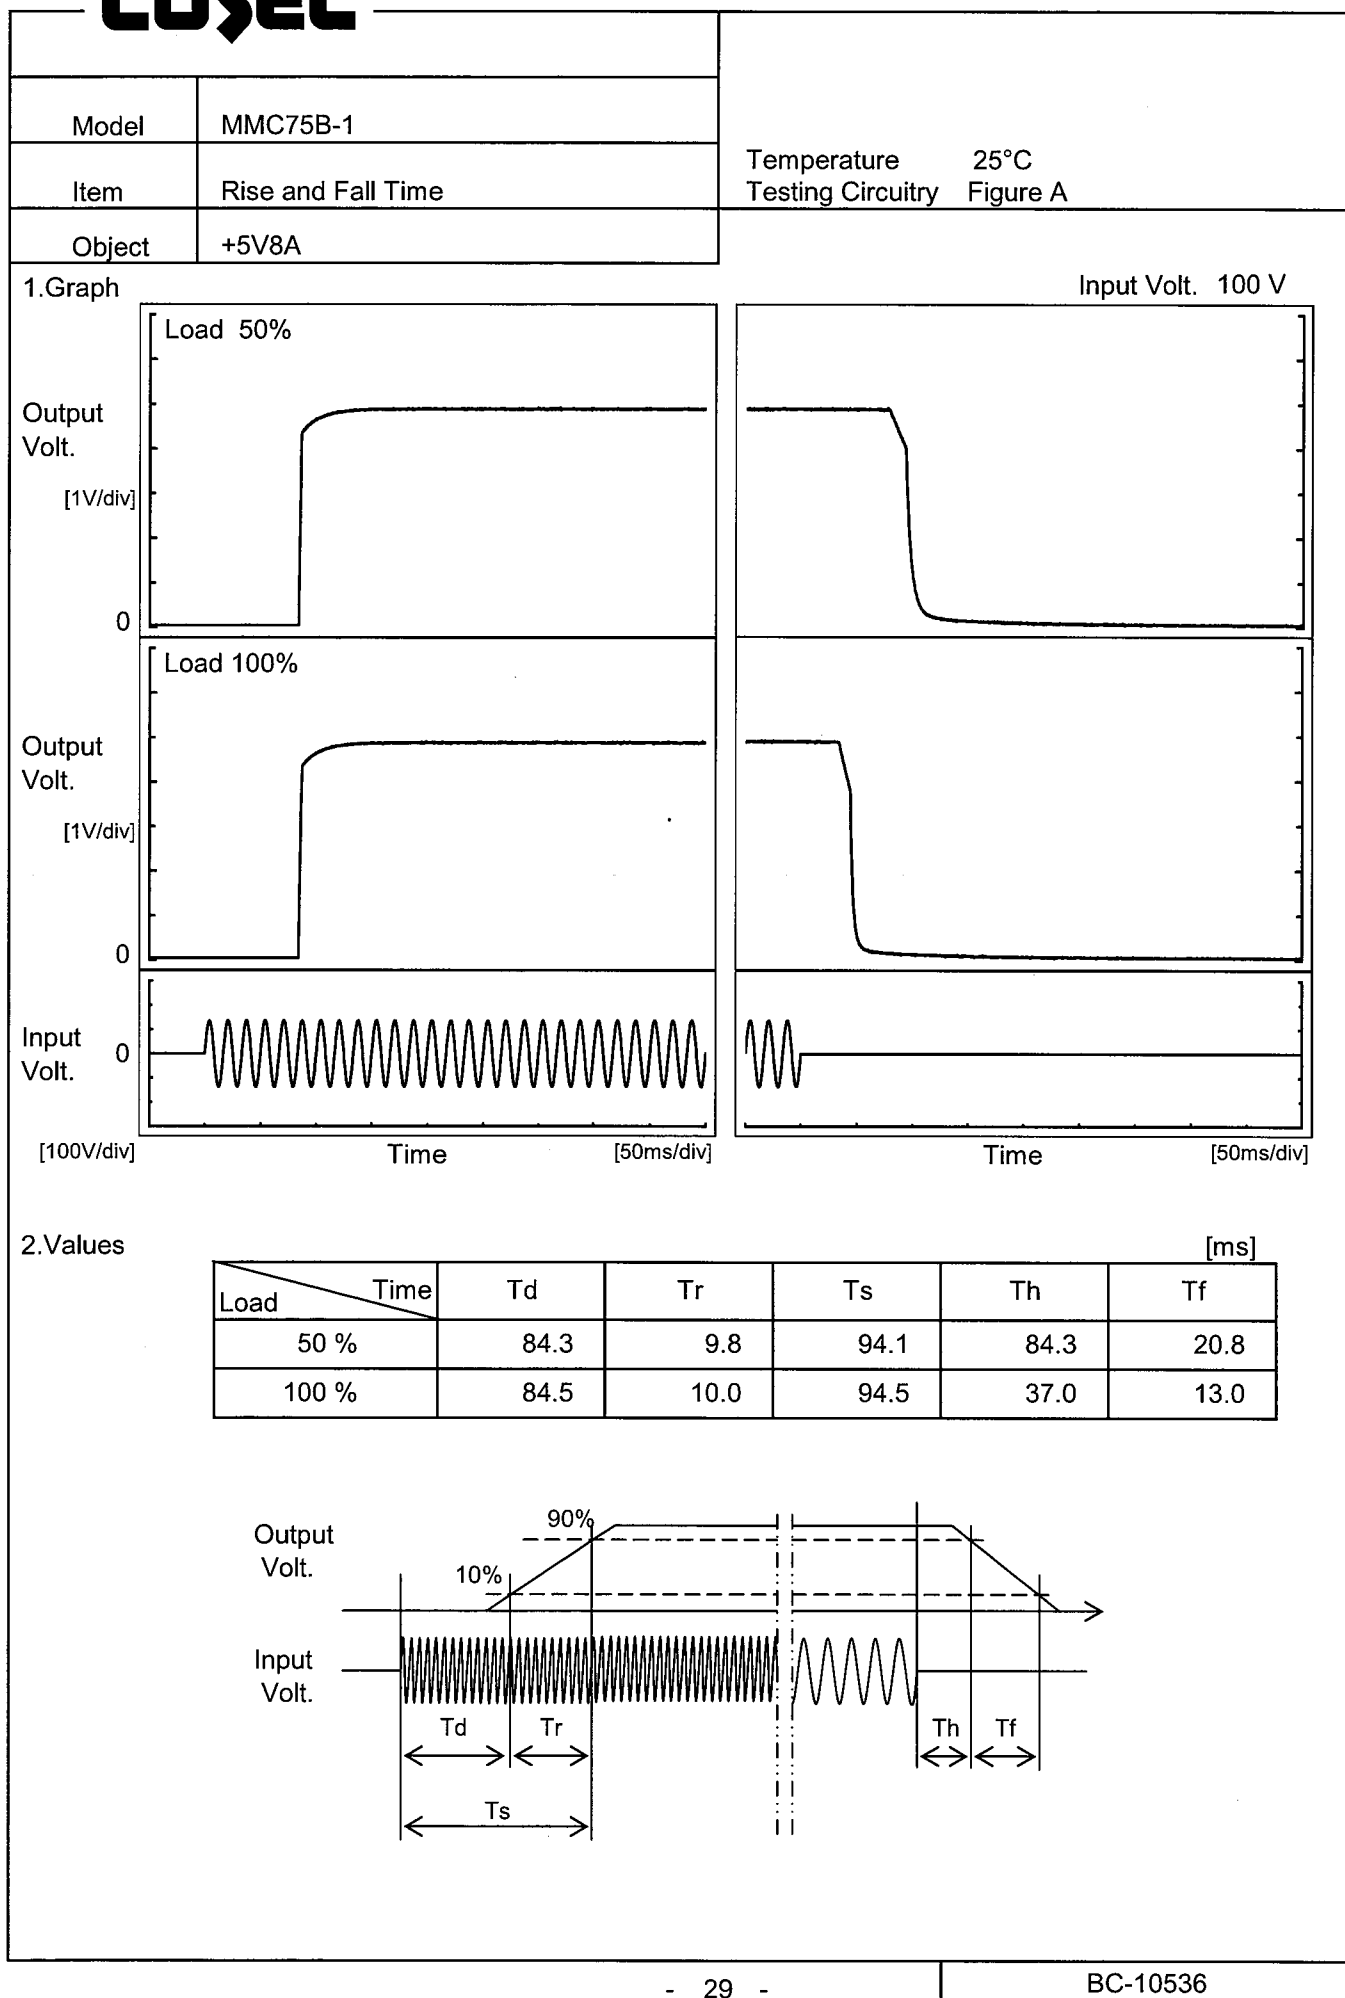 COSEL
Model MMC75B-1
Temperature 25°C
Item Rise and Fall Time
Testing Circuitry Figure A
Object +5V8A
1.Graph
Input Volt. 100 V
Load 50%
Output
Volt.
[1V/div]
0
Load 100%
Output
Volt.
[1V/div]
0
Input
Volt.
0
[100V/div]
Time
[50ms/div]
Time
[50ms/div]
2.Values
[ms]
Load Time Td Tr Ts Th Tf
50 % 84.3 9.8 94.1 84.3 20.8
100 % 84.5 10.0 94.5 37.0 13.0
Output
Volt.
90%
10%
Input
Volt.
Td Tr Th Tf
Ts
- 29 -
BC-10536